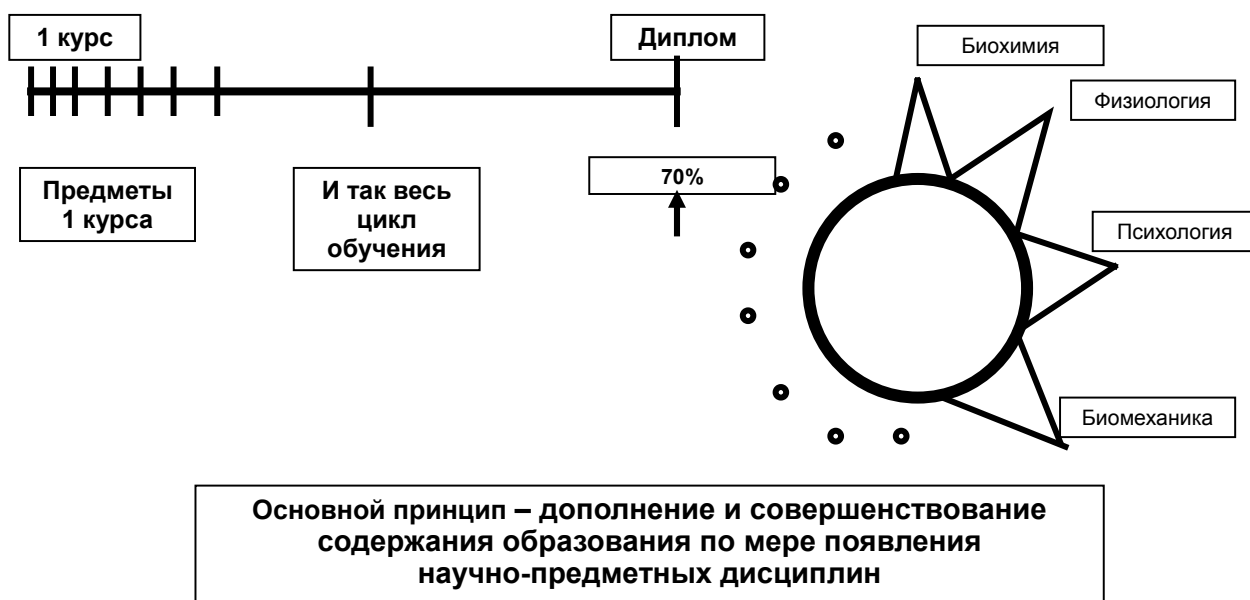 1 курс
Диплом
Биохимия
Физиология
Предметы
1 курса
И так весь
цикл
обучения
70%
Психология
Биомеханика
Основной принцип – дополнение и совершенствование
содержания образования по мере появления
научно-предметных дисциплин